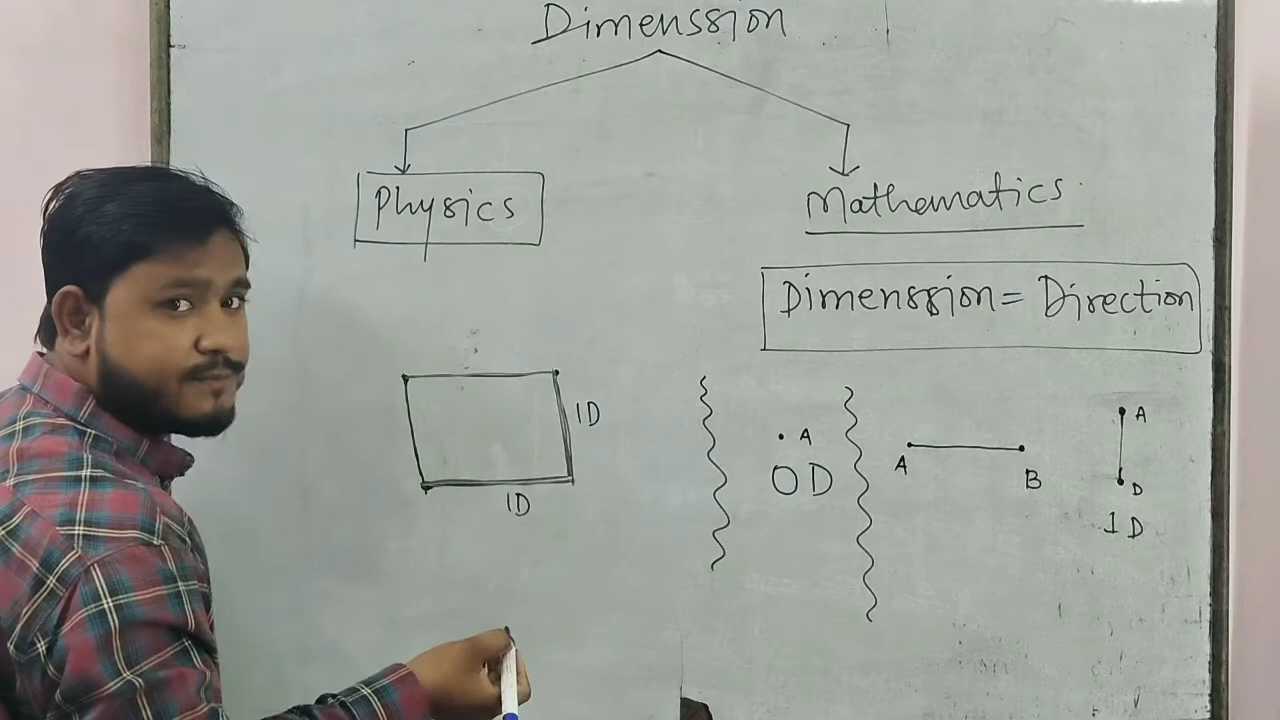 Dimenssion
Physics
Mathematics
Dimenssion = Direction
1D
1D
A
0D
A
B
A
D
1D